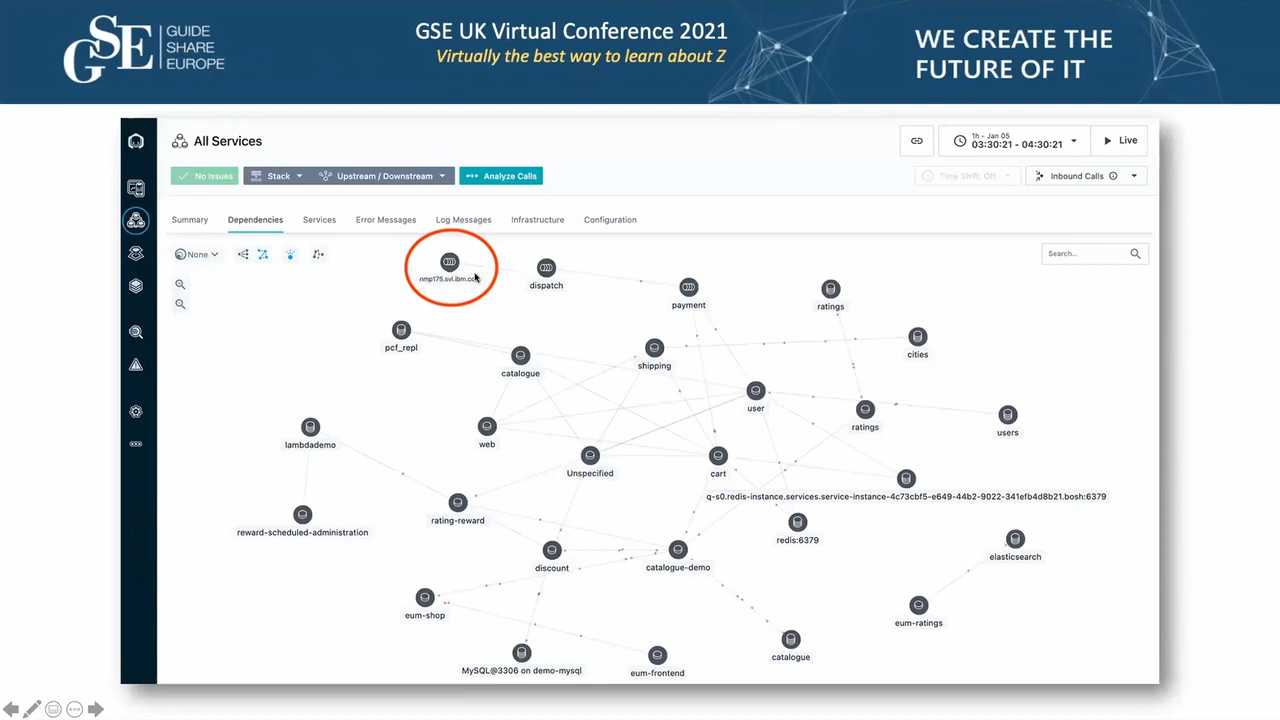 GSE
GUIDE
SHARE
EUROPE
GSE UK Virtual Conference 2021
Virtually the best way to learn about Z
WE CREATE THE
FUTURE OF IT
All Services
1h - Jan 05
03:30:21 - 04:30:21
Live
No Issues
Stack
Upstream / Downstream
Analyze Calls
Time Shift: Off
Inbound Calls
Summary
Dependencies
Services
Error Messages
Log Messages
Infrastructure
Configuration
None
Search...
nmp175.svl.ibm.co
dispatch
payment
ratings
pcf_repl
catalogue
shipping
cities
user
ratings
users
lambdademo
web
Unspecified
cart
q-s0.redis-instance.services.service-instance-4c73cbf5-e649-44b2-9022-341efb4d8b21.bosh:6379
rating-reward
reward-scheduled-administration
redis:6379
discount
catalogue-demo
elasticsearch
eum-shop
eum-ratings
MySQL@3306 on demo-mysql
eum-frontend
catalogue